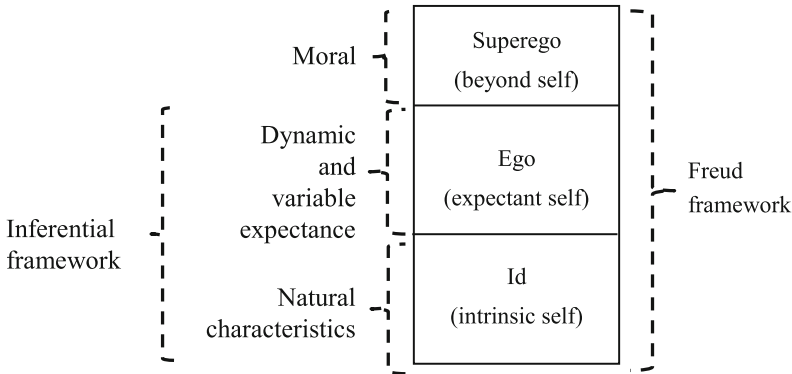 Moral
Superego
(beyond self)
Dynamic
and
variable
expectance
Ego
(expectant self)
Freud
framework
Inferential
framework
Natural
characteristics
Id
(intrinsic self)